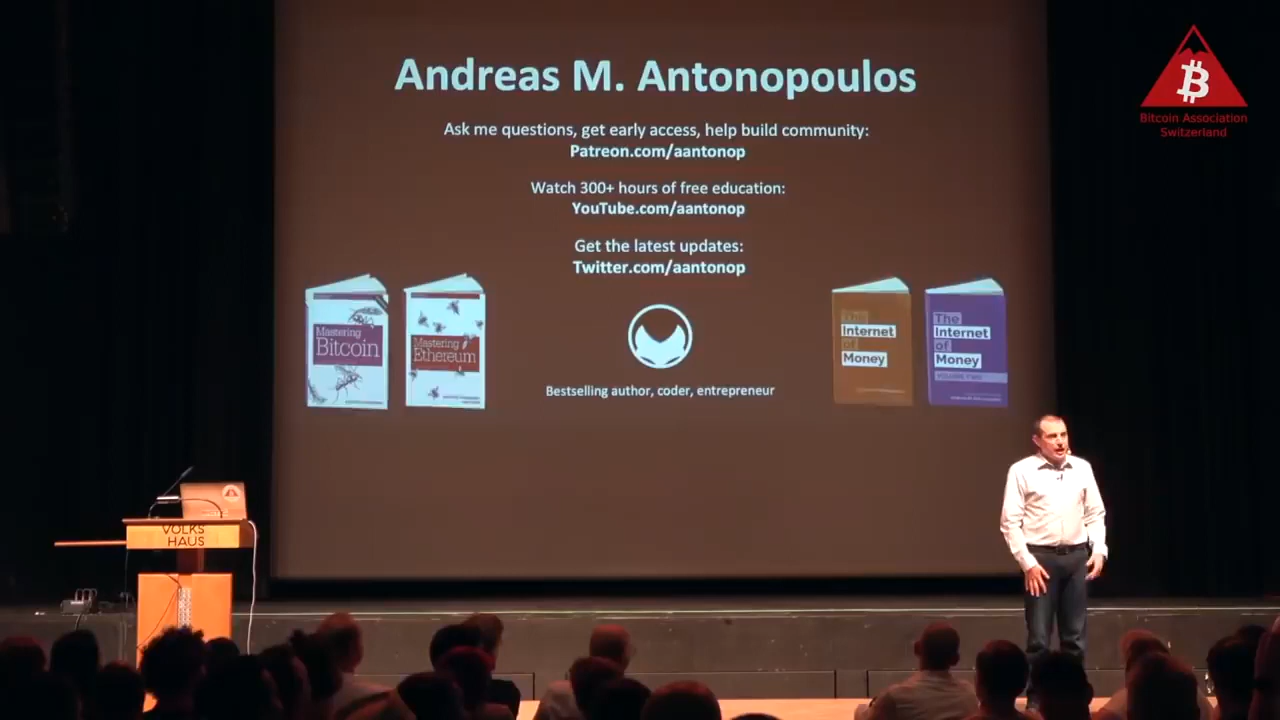 Andreas M. Antonopoulos
Ask me questions, get early access, help build community:
Patreon.com/aantonop
Watch 300+ hours of free education:
YouTube.com/aantonop
Get the latest updates:
Twitter.com/aantonop
Mastering
Bitcoin
Mastering
Ethereum
The
Internet
of
Money
The
Internet
of
Money
VOLUME TWO
Bestselling author, coder, entrepreneur
Bitcoin Association
Switzerland
VOLKS
HAUS